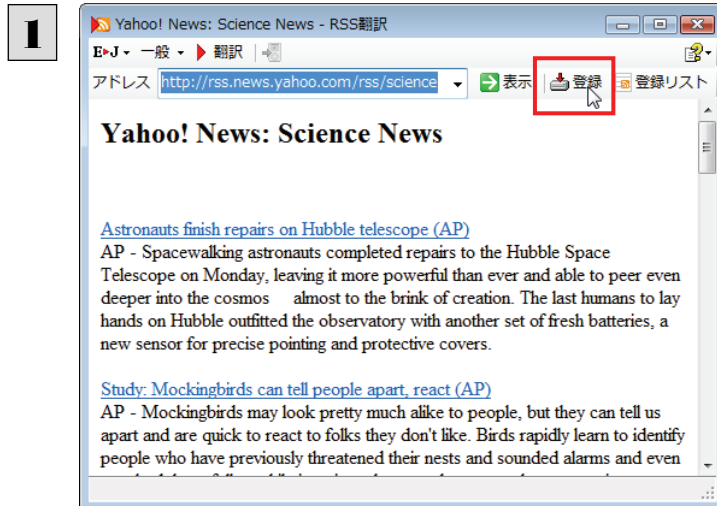 1
Yahoo! News: Science News - RSS翻訳
E▸J 一般 翻訳
アドレス http://rss.news.yahoo.com/rss/science 表示 登録 登録リスト
Yahoo! News: Science News
Astronauts finish repairs on Hubble telescope (AP)
AP - Spacewalking astronauts completed repairs to the Hubble Space
Telescope on Monday, leaving it more powerful than ever and able to peer even
deeper into the cosmos almost to the brink of creation. The last humans to lay
hands on Hubble outfitted the observatory with another set of fresh batteries, a
new sensor for precise pointing and protective covers.
Study: Mockingbirds can tell people apart, react (AP)
AP - Mockingbirds may look pretty much alike to people, but they can tell us
apart and are quick to react to folks they don't like. Birds rapidly learn to identify
people who have previously threatened their nests and sounded alarms and even